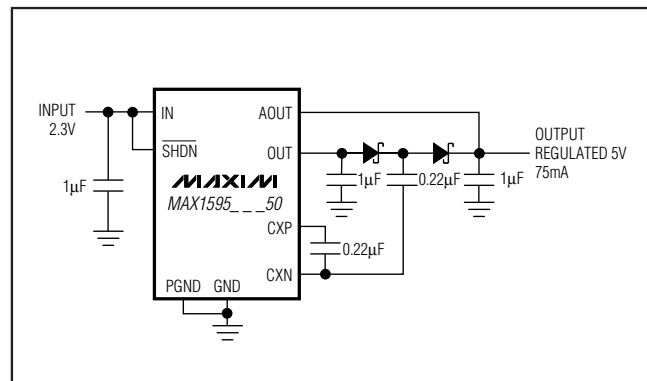 INPUT
2.3V
1µF
IN
SHDN
MAXIM
MAX1595_ _ _50
PGND GND
AOUT
OUT
CXP
CXN
1µF
0.22µF
0.22µF
1µF
OUTPUT
REGULATED 5V
75mA